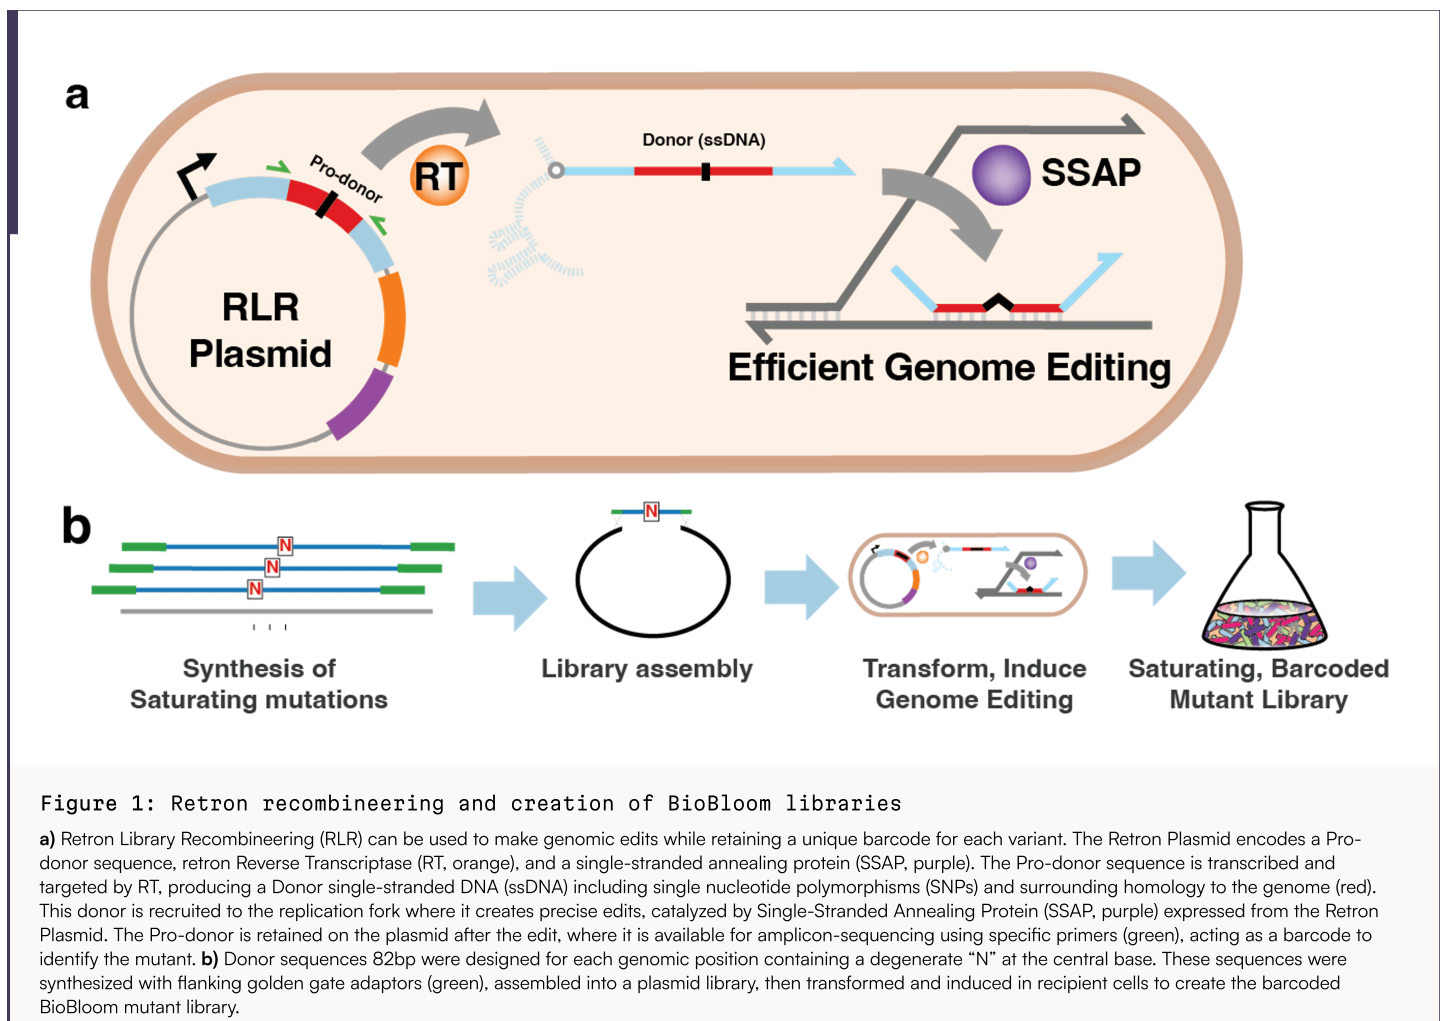 a
Pro-donor
RT
Donor (ssDNA)
SSAP
RLR
Plasmid
Efficient Genome Editing
b
N
N
N
N
Synthesis of
Saturating mutations
Library assembly
Transform, Induce
Genome Editing
Saturating, Barcoded
Mutant Library
Figure 1: Retron recombineering and creation of BioBloom libraries
a) Retron Library Recombineering (RLR) can be used to make genomic edits while retaining a unique barcode for each variant. The Retron Plasmid encodes a Pro-
donor sequence, retron Reverse Transcriptase (RT, orange), and a single-stranded annealing protein (SSAP, purple). The Pro-donor sequence is transcribed and
targeted by RT, producing a Donor single-stranded DNA (ssDNA) including single nucleotide polymorphisms (SNPs) and surrounding homology to the genome (red).
This donor is recruited to the replication fork where it creates precise edits, catalyzed by Single-Stranded Annealing Protein (SSAP, purple) expressed from the Retron
Plasmid. The Pro-donor is retained on the plasmid after the edit, where it is available for amplicon-sequencing using specific primers (green), acting as a barcode to
identify the mutant. b) Donor sequences 82bp were designed for each genomic position containing a degenerate “N” at the central base. These sequences were
synthesized with flanking golden gate adaptors (green), assembled into a plasmid library, then transformed and induced in recipient cells to create the barcoded
BioBloom mutant library.